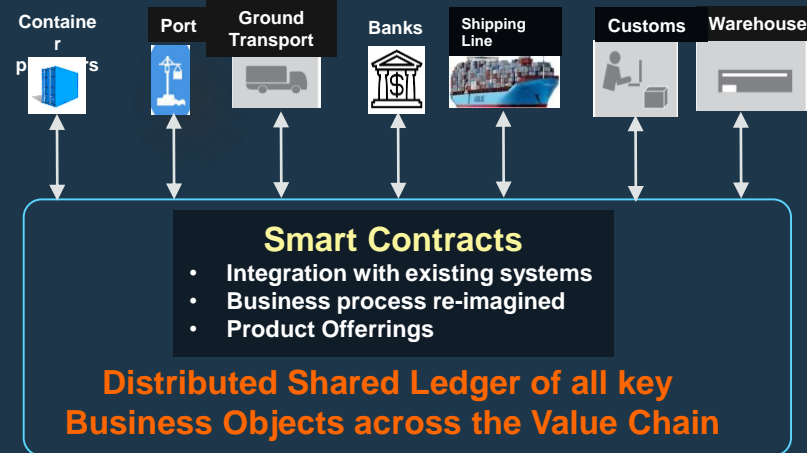 Containe
r
Port
Ground
Transport
Banks
Shipping
Line
Customs
Warehouse
$
Smart Contracts
• Integration with existing systems
• Business process re-imagined
• Product Offerrings
Distributed Shared Ledger of all key
Business Objects across the Value Chain